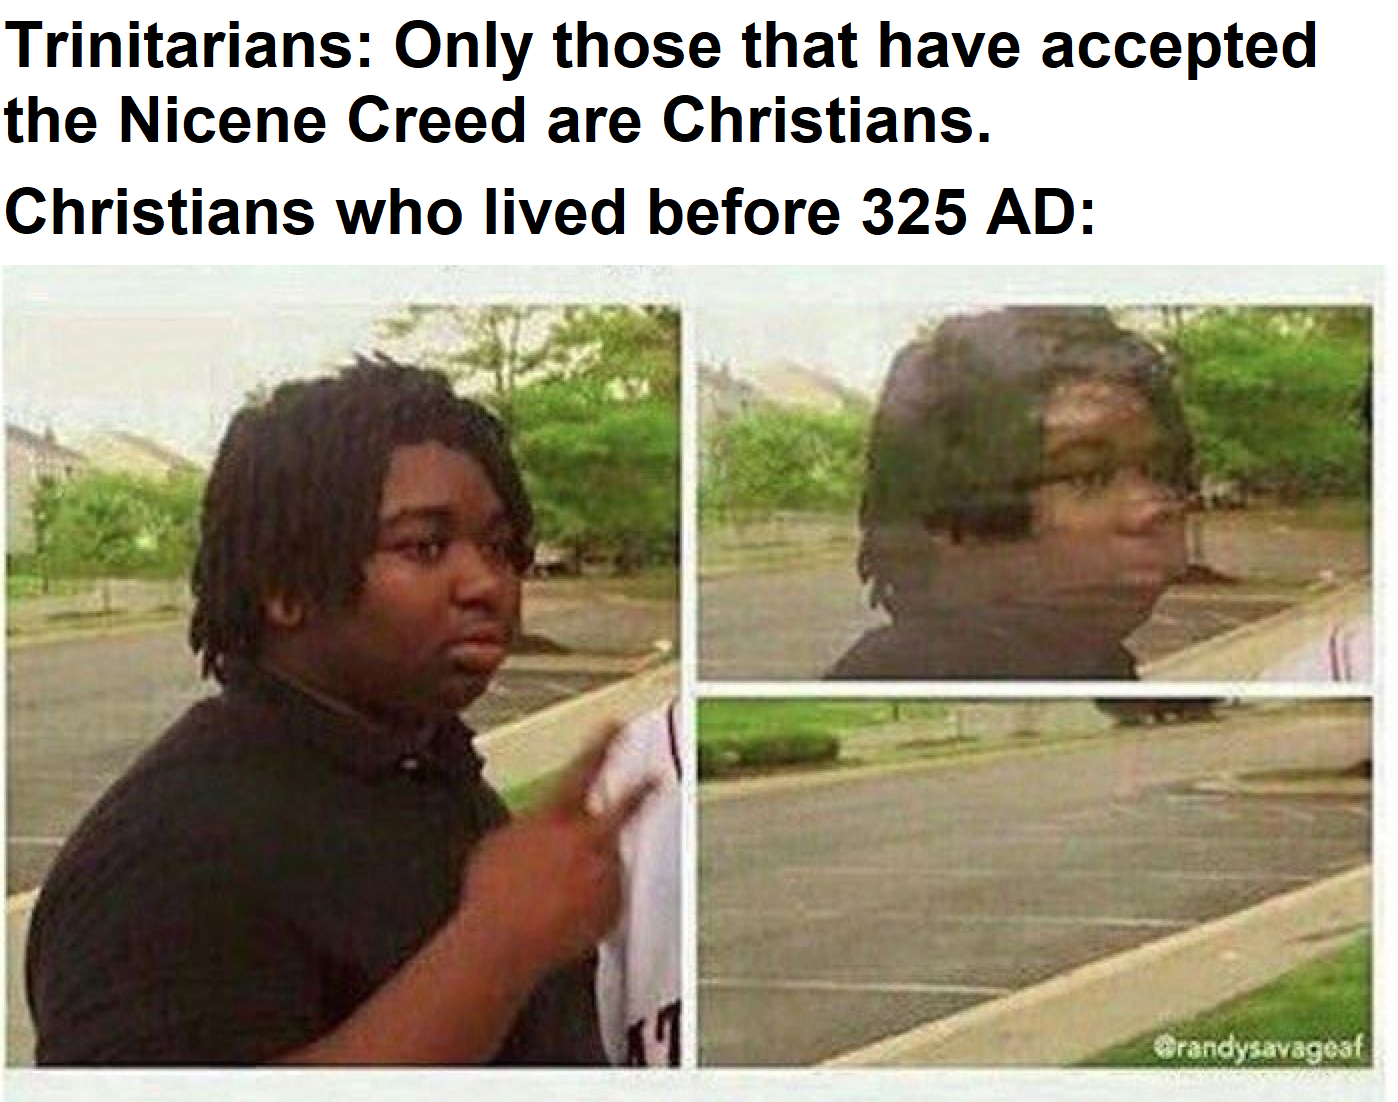 Trinitarians: Only those that have accepted
the Nicene Creed are Christians.
Christians who lived before 325 AD:
@randysavageaf